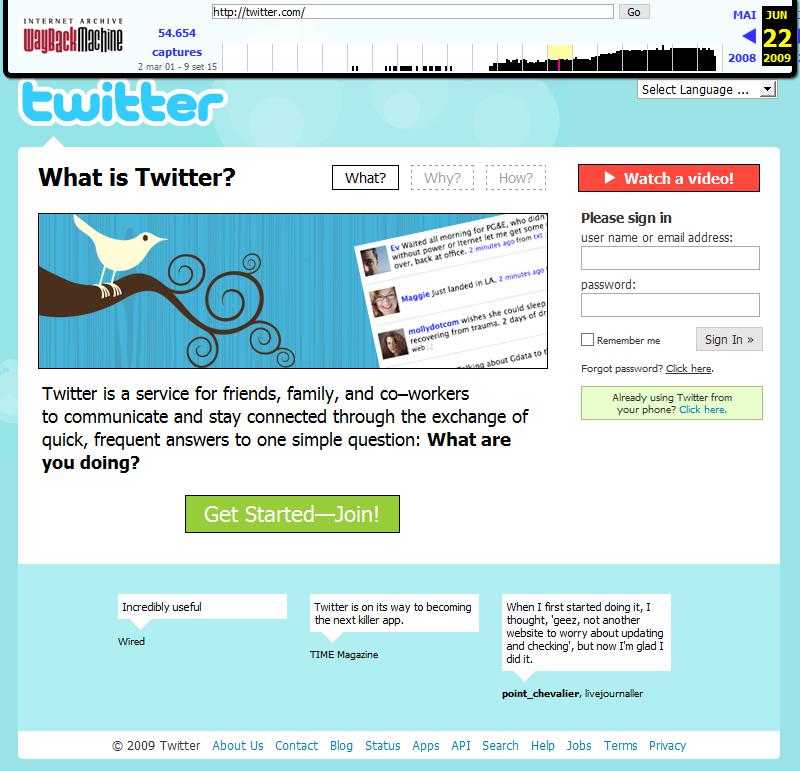 INTERNET ARCHIVE
WayBackMachine
http://twitter.com/
Go
54.654
captures
2 mar 01 - 9 set 15
MAI
JUN
22
2008
2009
twitter
Select Language ...
What is Twitter?
What?
Why?
How?
Watch a video!
Ev Waited all morning for PG&E, who didn
without power or Iternet let me get some
over, back at office. 2 minutes ago from txt
Maggie Just landed in LA. 2 minutes ago
mollydotcom wishes she could sleep
recovering from trauma. 2 days of dr
web
Talking about Gdata to t
Please sign in
user name or email address:
password:
Remember me
Sign In »
Forgot password? Click here.
Already using Twitter from
your phone? Click here.
Twitter is a service for friends, family, and co–workers
to communicate and stay connected through the exchange of
quick, frequent answers to one simple question: What are
you doing?
Get Started—Join!
Incredibly useful
Wired
Twitter is on its way to becoming
the next killer app.
TIME Magazine
When I first started doing it, I
thought, 'geez, not another
website to worry about updating
and checking', but now I'm glad I
did it.
point_chevalier, livejournaller
© 2009 Twitter About Us Contact Blog Status Apps API Search Help Jobs Terms Privacy